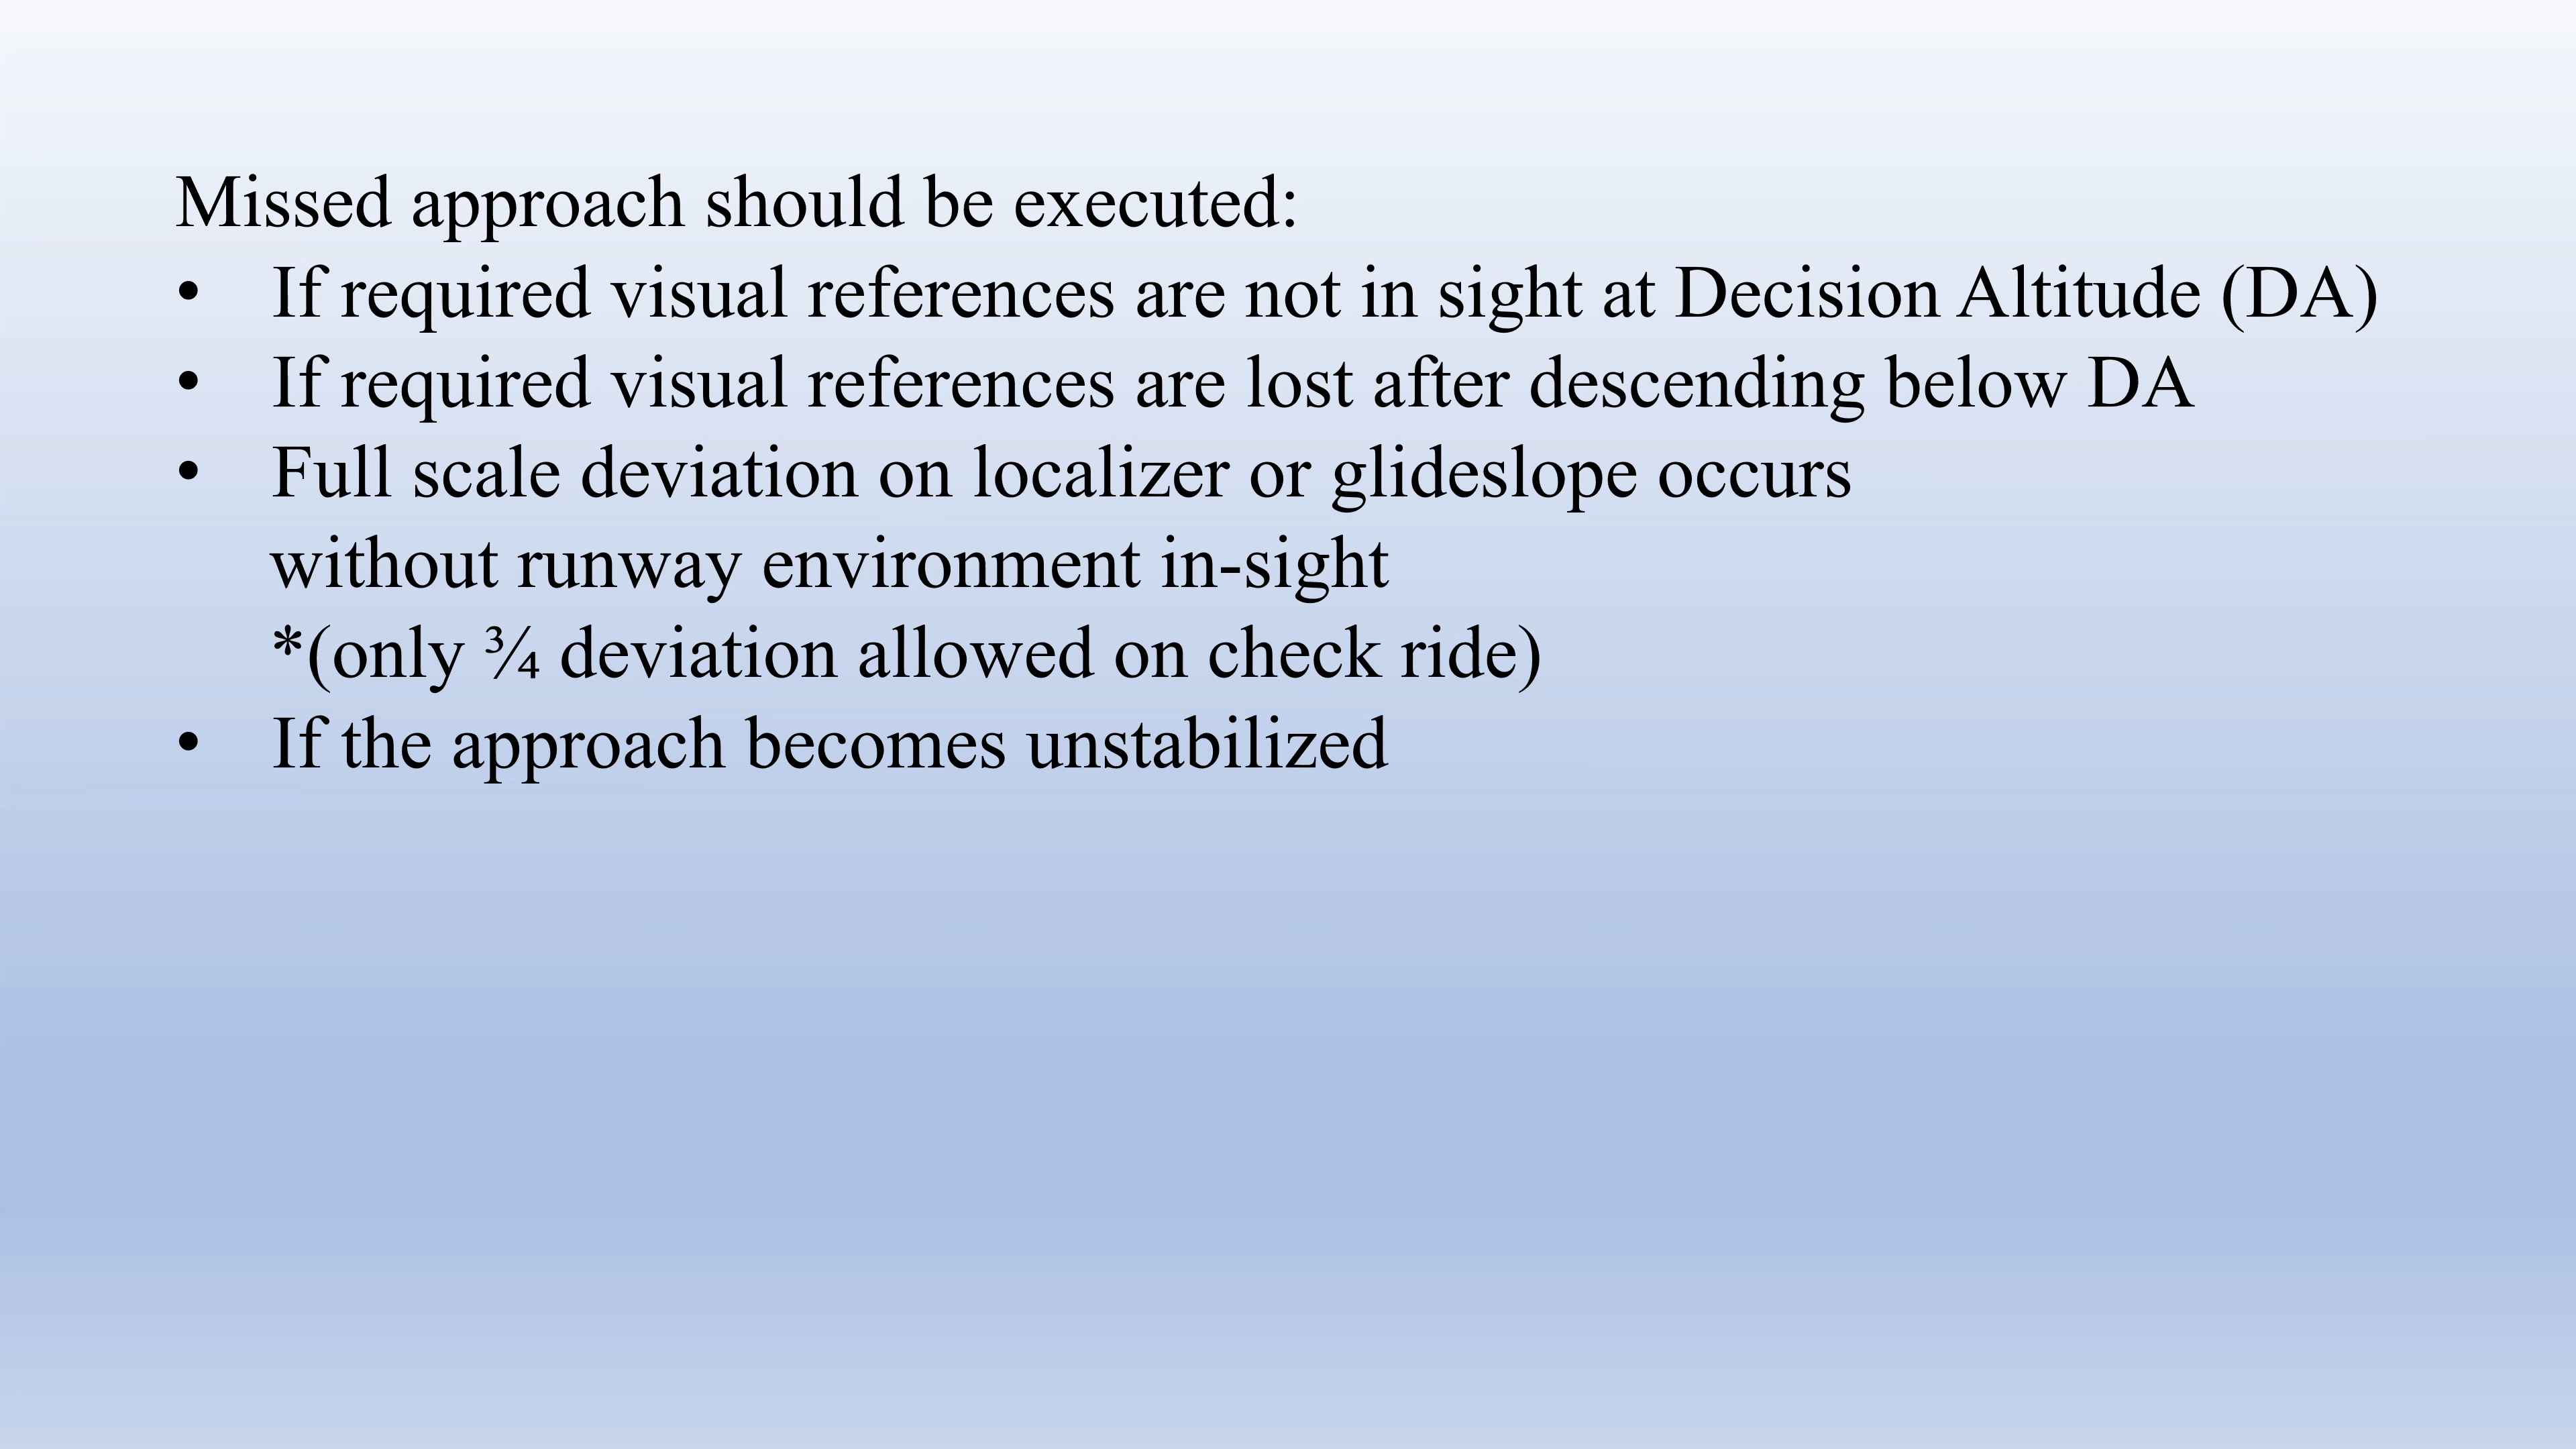 Missed approach should be executed:
• If required visual references are not in sight at Decision Altitude (DA)
• If required visual references are lost after descending below DA
• Full scale deviation on localizer or glideslope occurs
without runway environment in-sight
*(only ¾ deviation allowed on check ride)
• If the approach becomes unstabilized